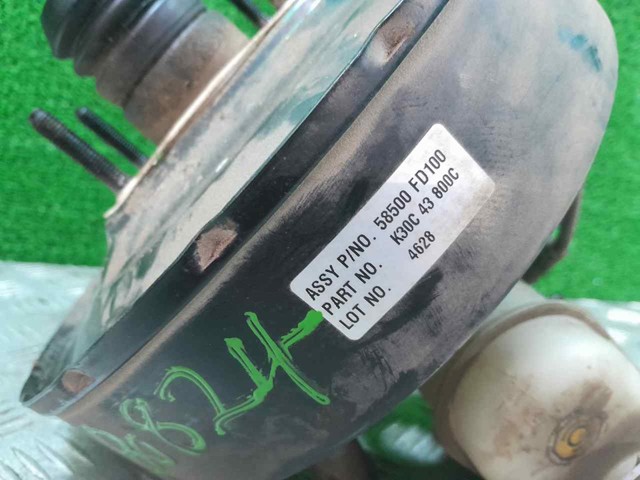 ASSY P/NO. 58500 FD100
PART NO. K30C 43 800C
LOT NO. 4628